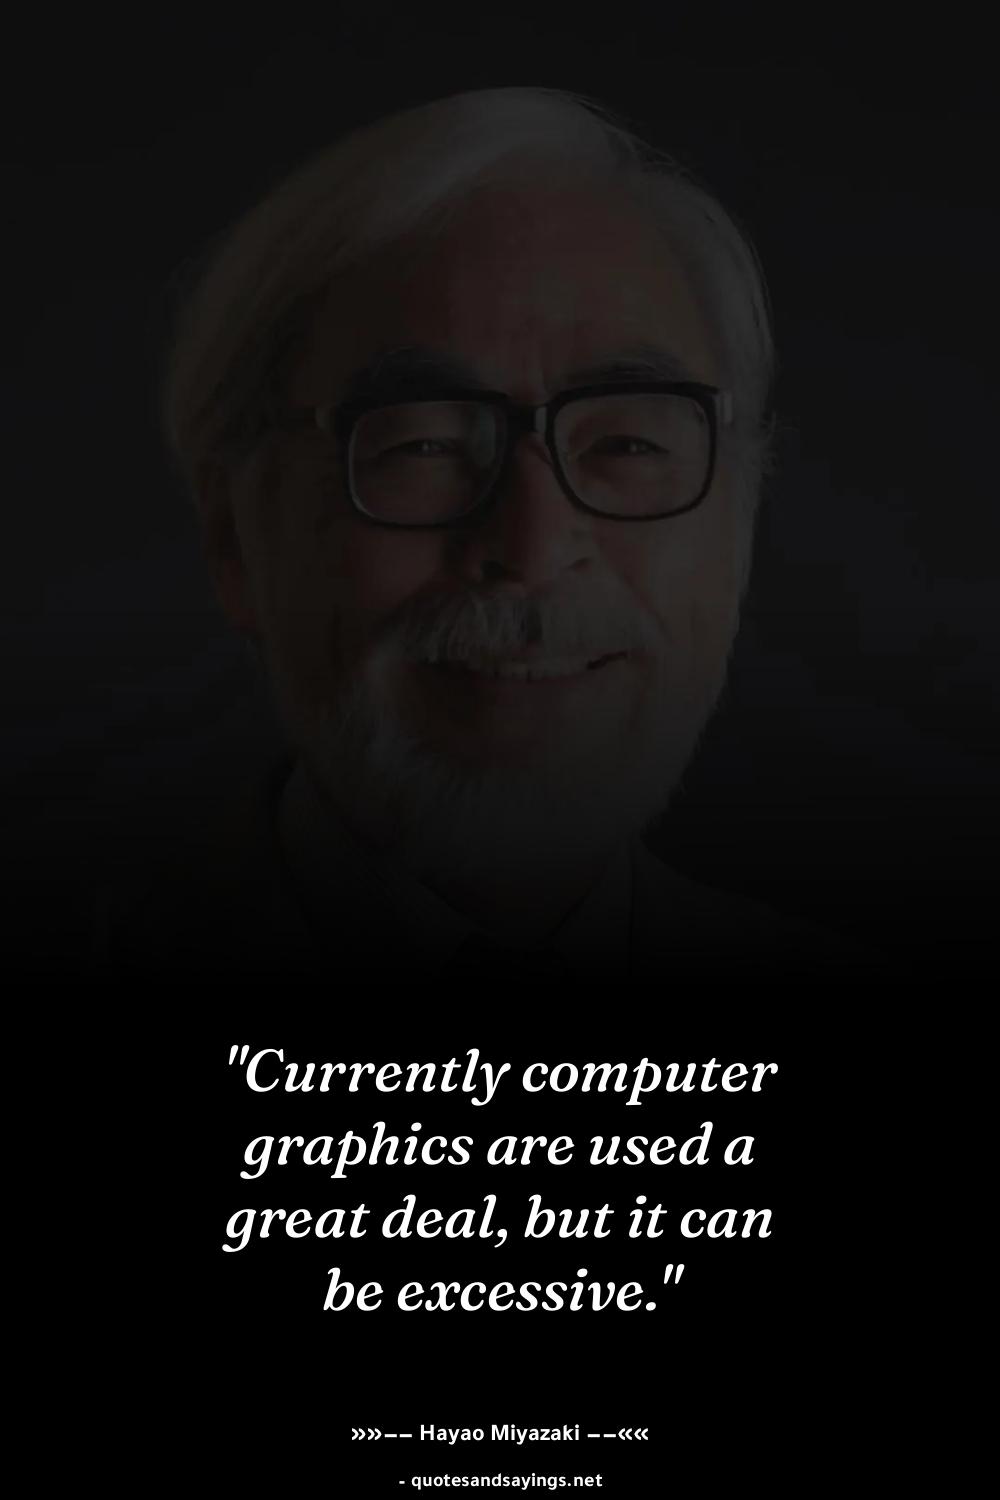 "Currently computer
graphics are used a
great deal, but it can
be excessive."
»»−− Hayao Miyazaki −−««
- quotesandsayings.net